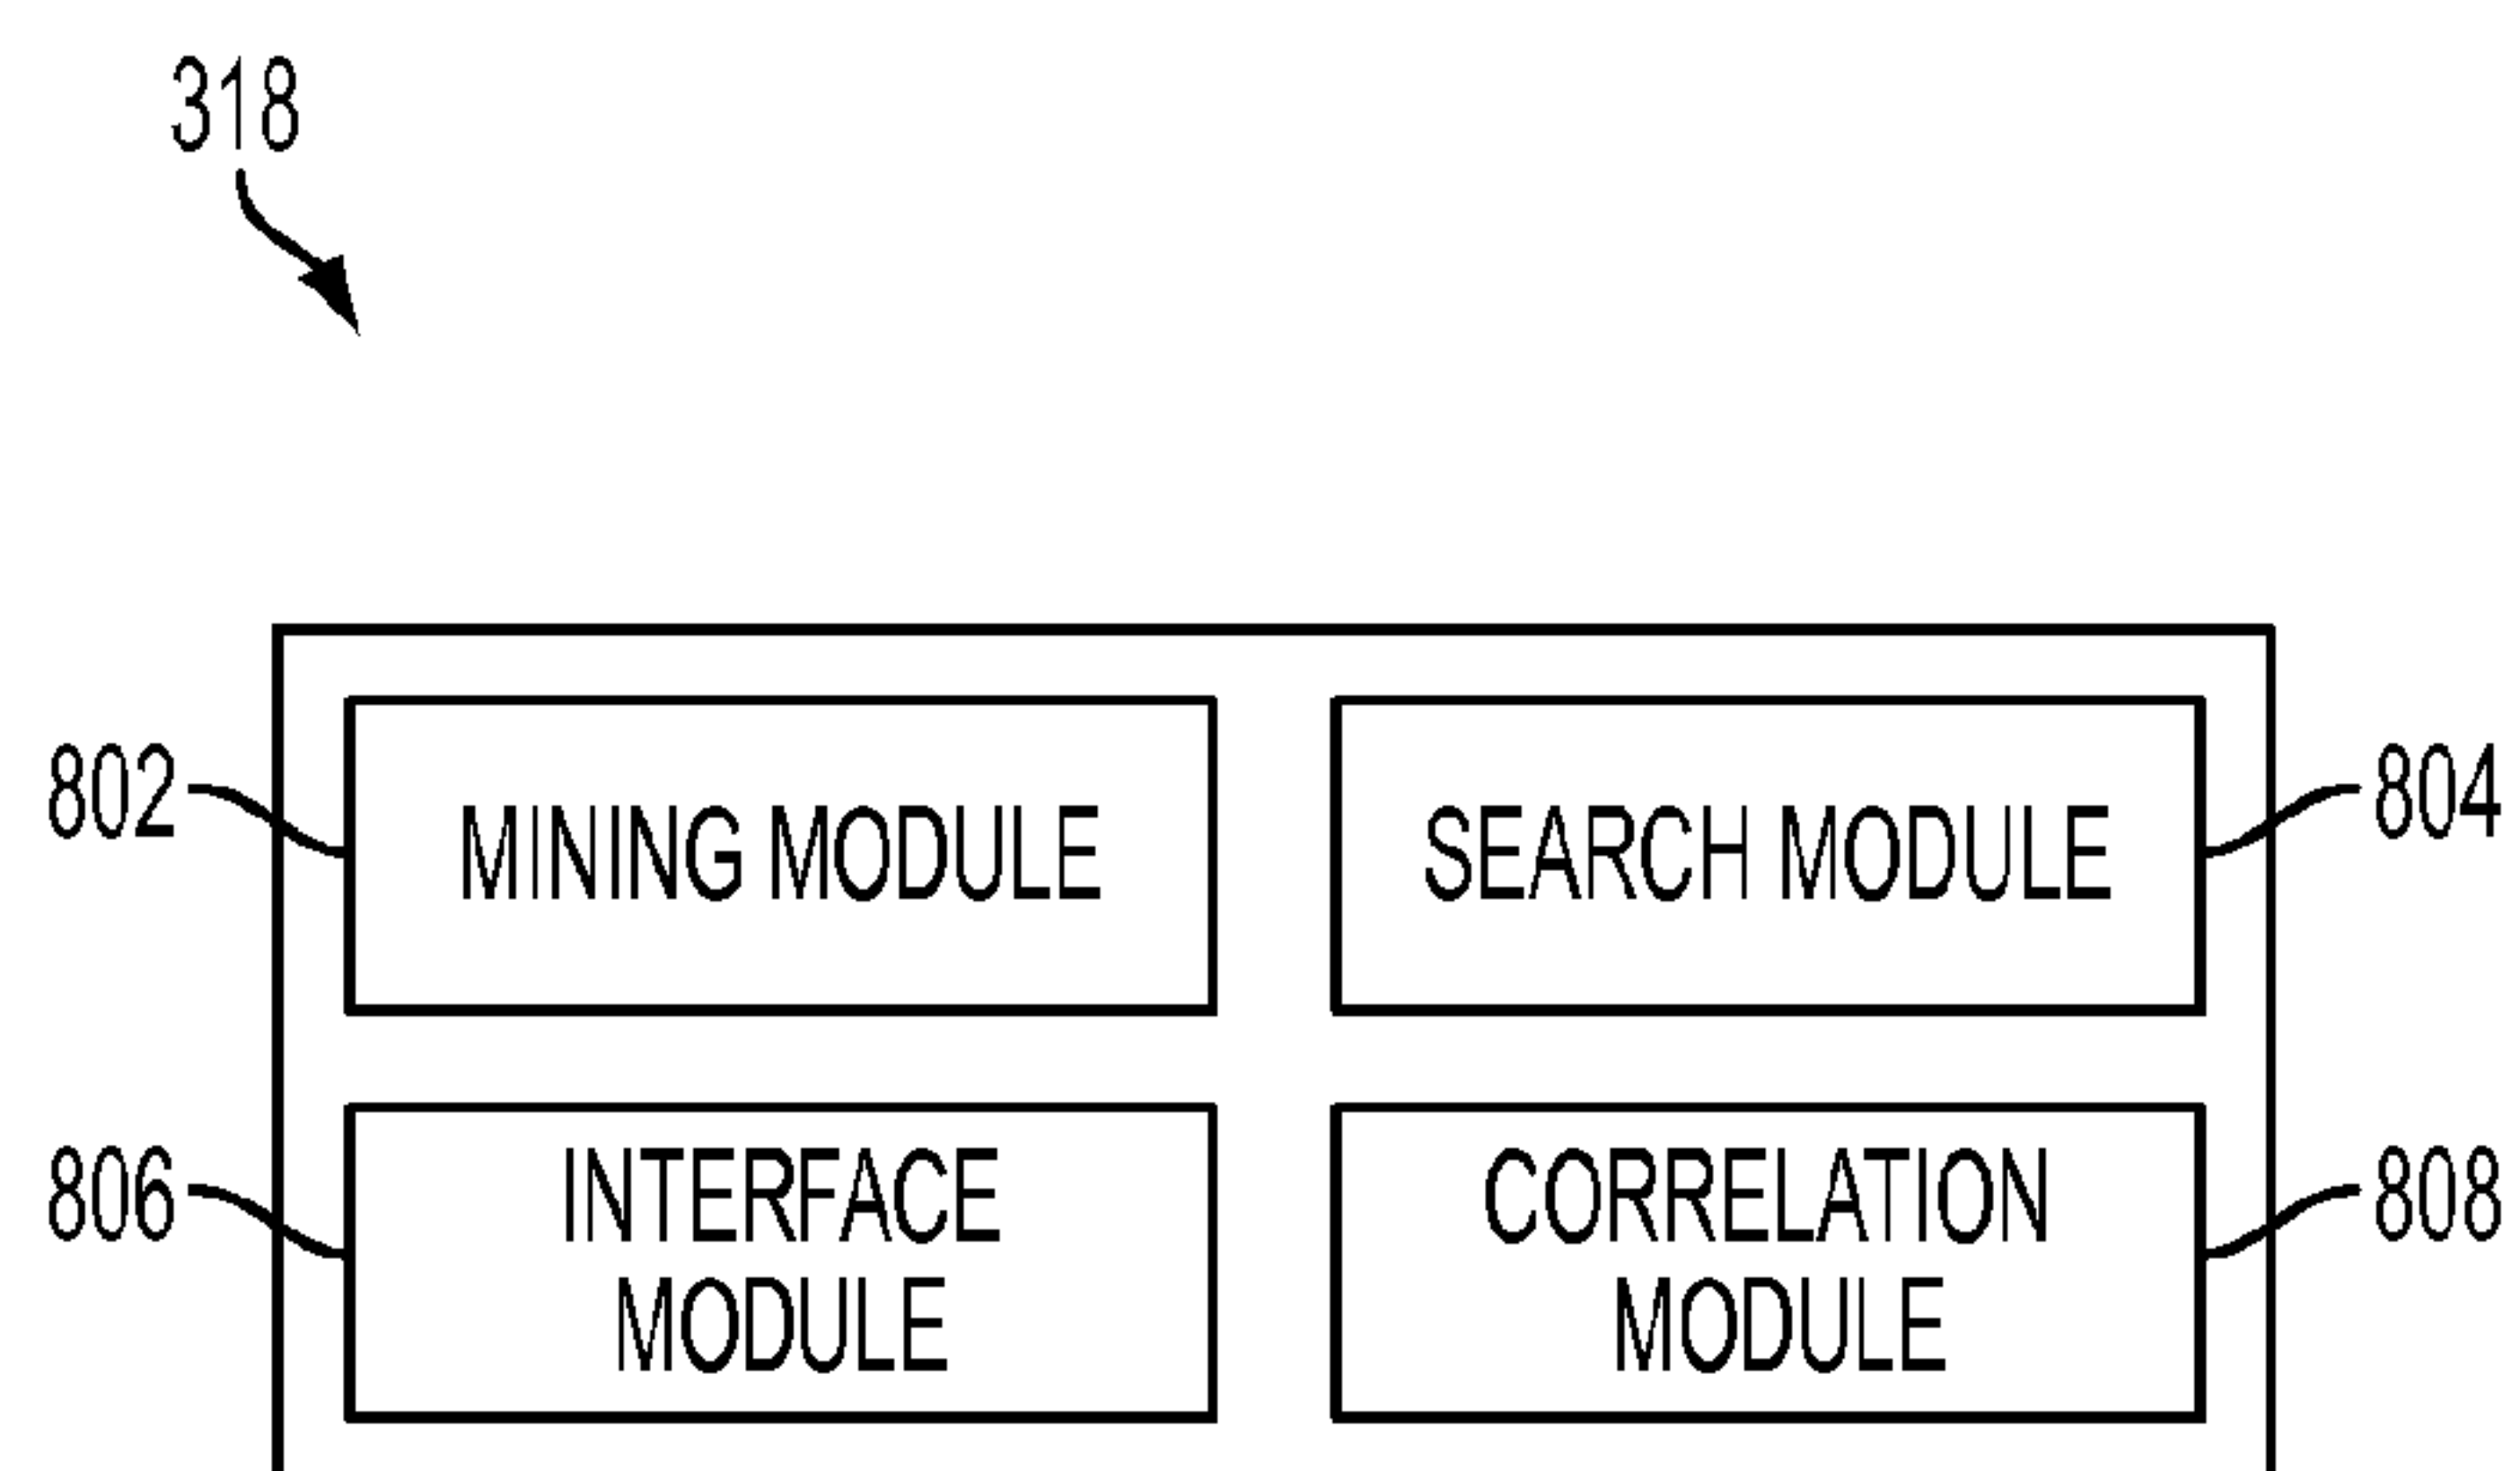 318
802
MINING MODULE
SEARCH MODULE
804
806
INTERFACE
MODULE
CORRELATION
MODULE
808